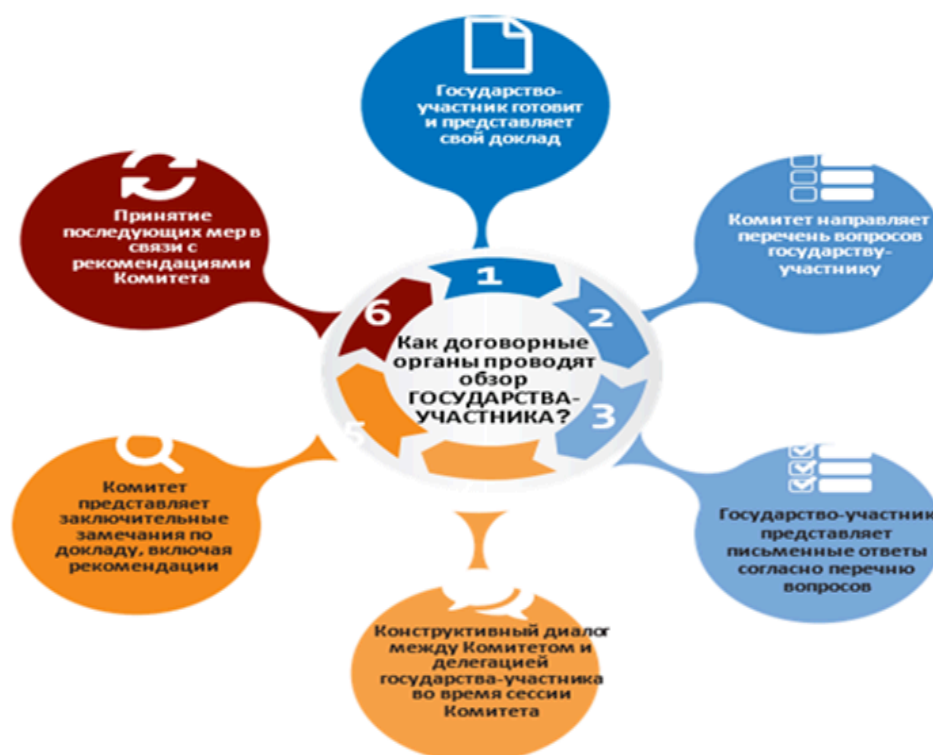 Государство-
участник готовит
и представляет
свой доклад
Комитет направляет
перечень вопросов
государству-
участнику
Государство-участник
представляет
письменные ответы
согласно перечню
вопросов
Конструктивный диалог
между Комитетом и
делегацией
государства-участника
во время сессии
Комитета
Комитет
представляет
заключительные
замечания по
докладу, включая
рекомендации
Принятие
последующих мер в
связи с
рекомендациями
Комитета
1
2
3
5
6
Как договорные
органы проводят
обзор
ГОСУДАРСТВА-
УЧАСТНИКА?